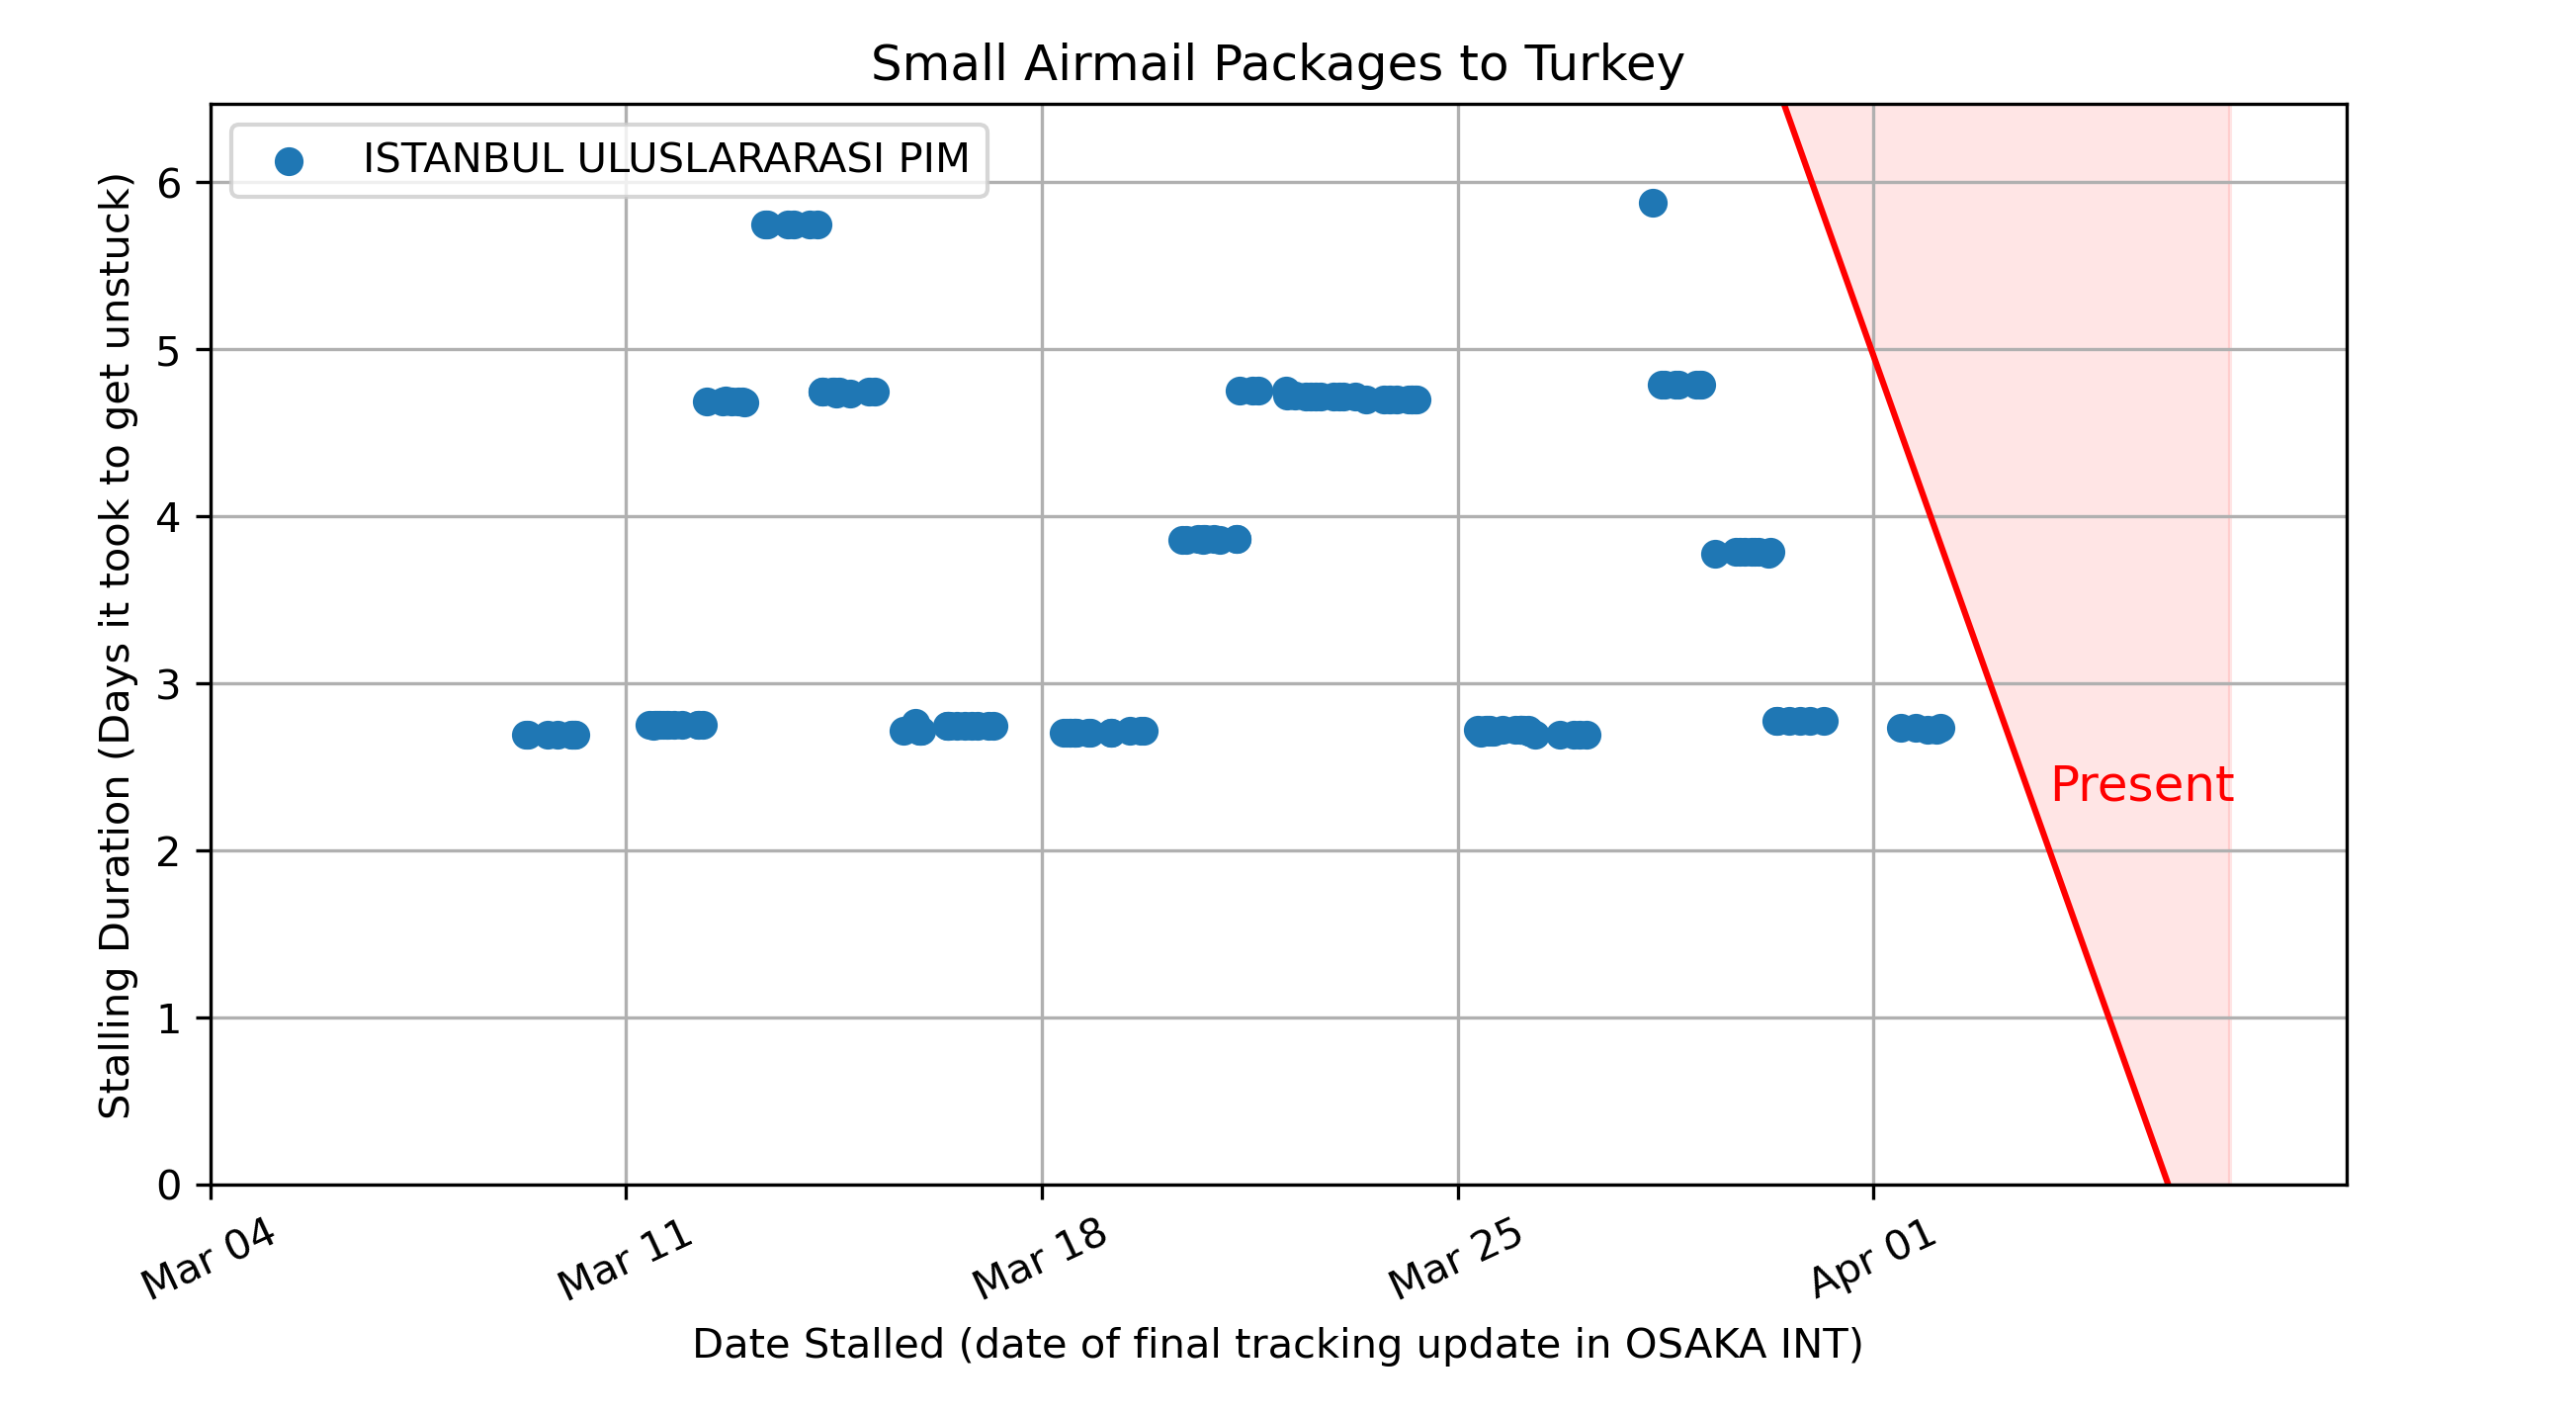 Small Airmail Packages to Turkey
ISTANBUL ULUSLARARASI PIM
Stalling Duration (Days it took to get unstuck)
6
5
4
3
2
1
0
Present
Mar 04
Mar 11
Mar 18
Mar 25
Apr 01
Date Stalled (date of final tracking update in OSAKA INT)